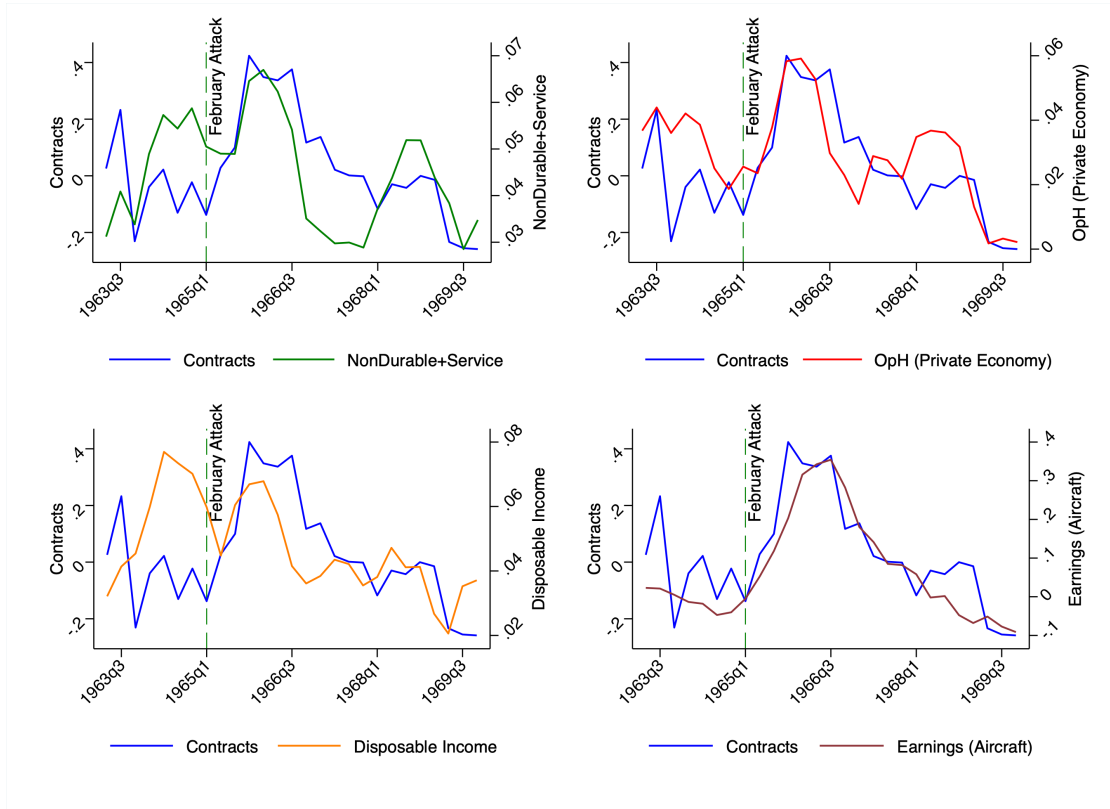 February Attack
Contracts
.4
.2
0
-.2
.07
.06
.05
.04
.03
NonDurable+Service
1963q3
1965q1
1966q3
1968q1
1969q3
Contracts
NonDurable+Service
February Attack
Contracts
.4
.2
0
-.2
.06
.04
.02
0
OpH (Private Economy)
1963q3
1965q1
1966q3
1968q1
1969q3
Contracts
OpH (Private Economy)
February Attack
Contracts
.4
.2
0
-.2
.08
.06
.04
.02
Disposable Income
1963q3
1965q1
1966q3
1968q1
1969q3
Contracts
Disposable Income
February Attack
Contracts
.4
.2
0
-.2
.4
.3
.2
.1
0
-.1
Earnings (Aircraft)
1963q3
1965q1
1966q3
1968q1
1969q3
Contracts
Earnings (Aircraft)